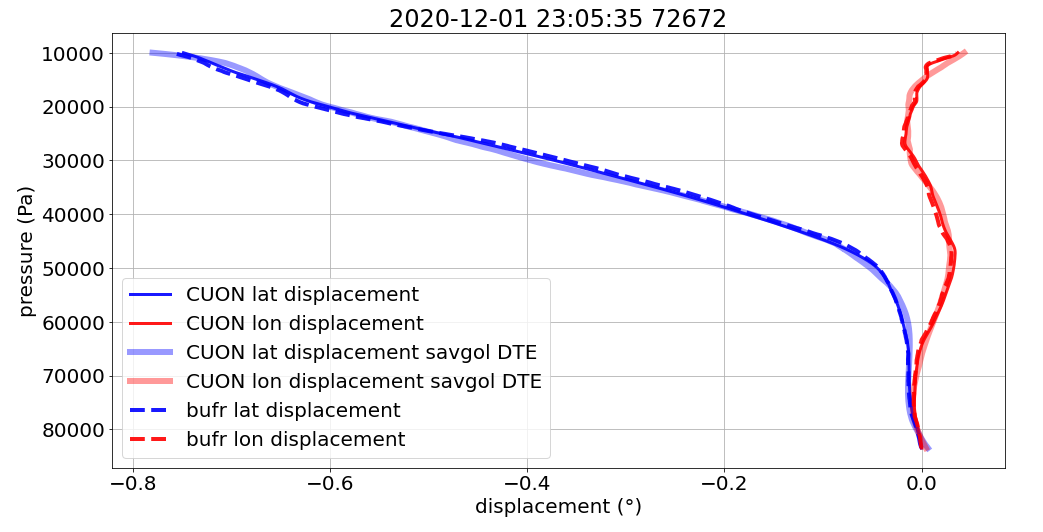 2020-12-01 23:05:35 72672
10000
20000
30000
40000
50000
60000
70000
80000
pressure (Pa)
CUON lat displacement
CUON lon displacement
CUON lat displacement savgol DTE
CUON lon displacement savgol DTE
bufr lat displacement
bufr lon displacement
−0.8 −0.6 −0.4 −0.2 0.0
displacement (°)